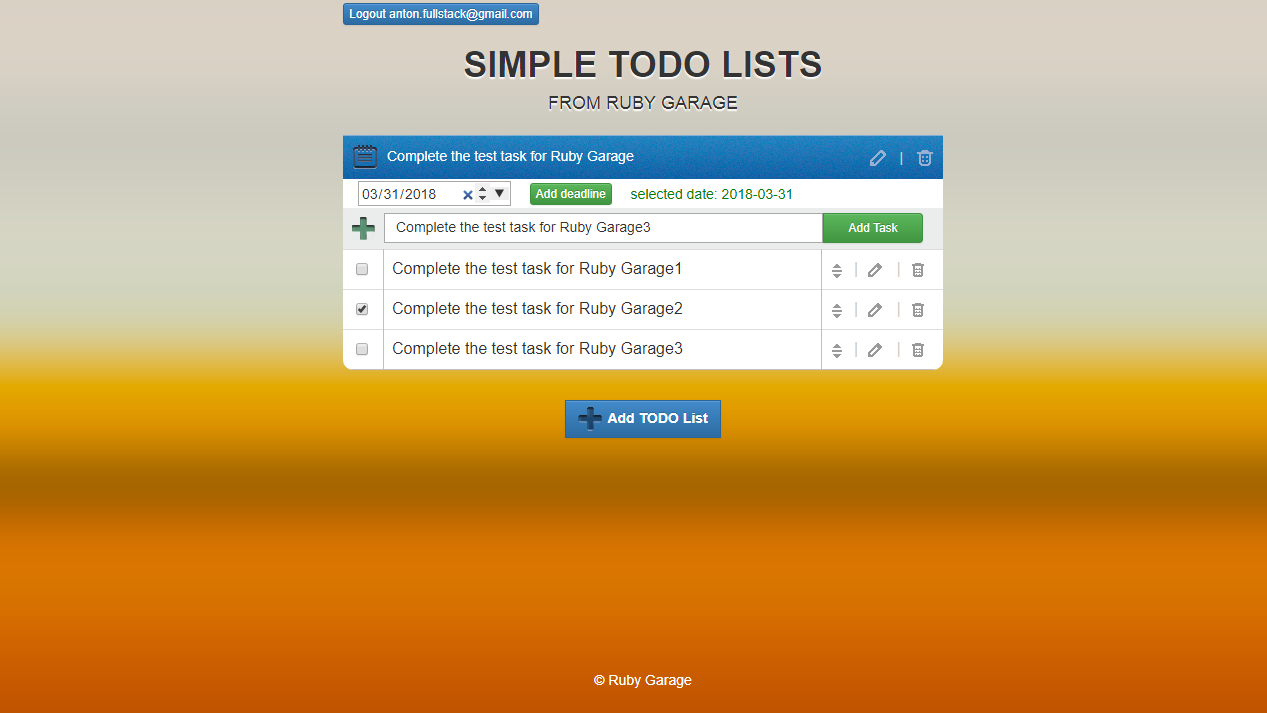 Logout anton.fullstack@gmail.com
SIMPLE TODO LISTS
FROM RUBY GARAGE
Complete the test task for Ruby Garage
03/31/2018 Add deadline selected date: 2018-03-31
Complete the test task for Ruby Garage3 Add Task
Complete the test task for Ruby Garage1
Complete the test task for Ruby Garage2
Complete the test task for Ruby Garage3
Add TODO List
© Ruby Garage